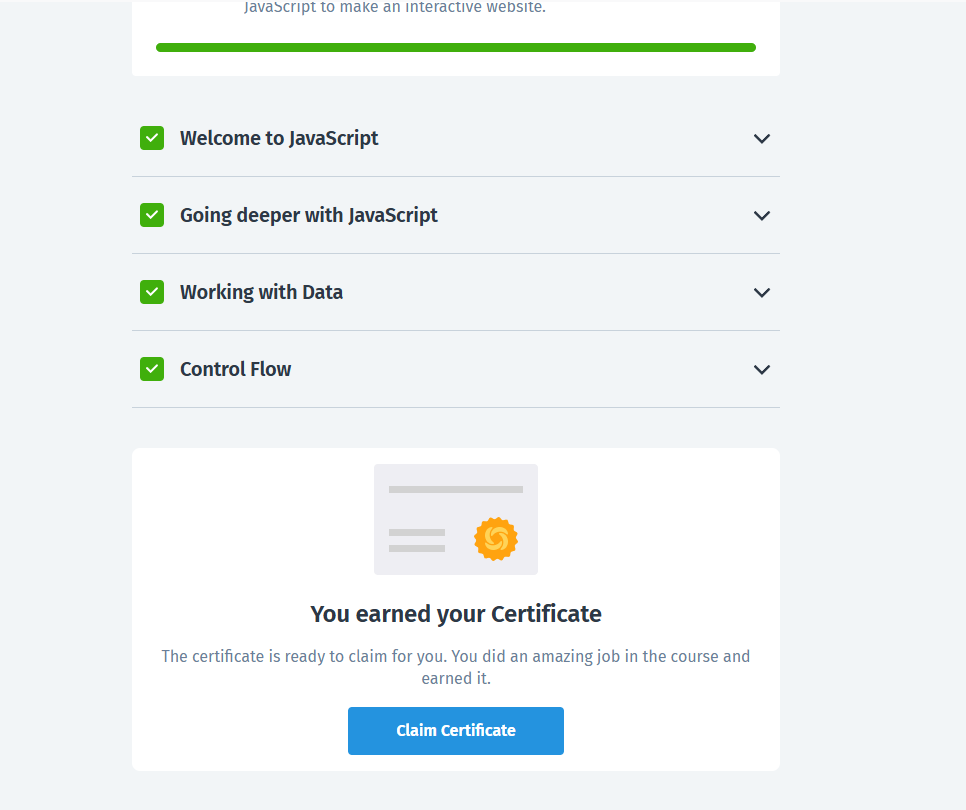 JavaScript to make an interactive website.
Welcome to JavaScript
Going deeper with JavaScript
Working with Data
Control Flow
You earned your Certificate
The certificate is ready to claim for you. You did an amazing job in the course and
earned it.
Claim Certificate